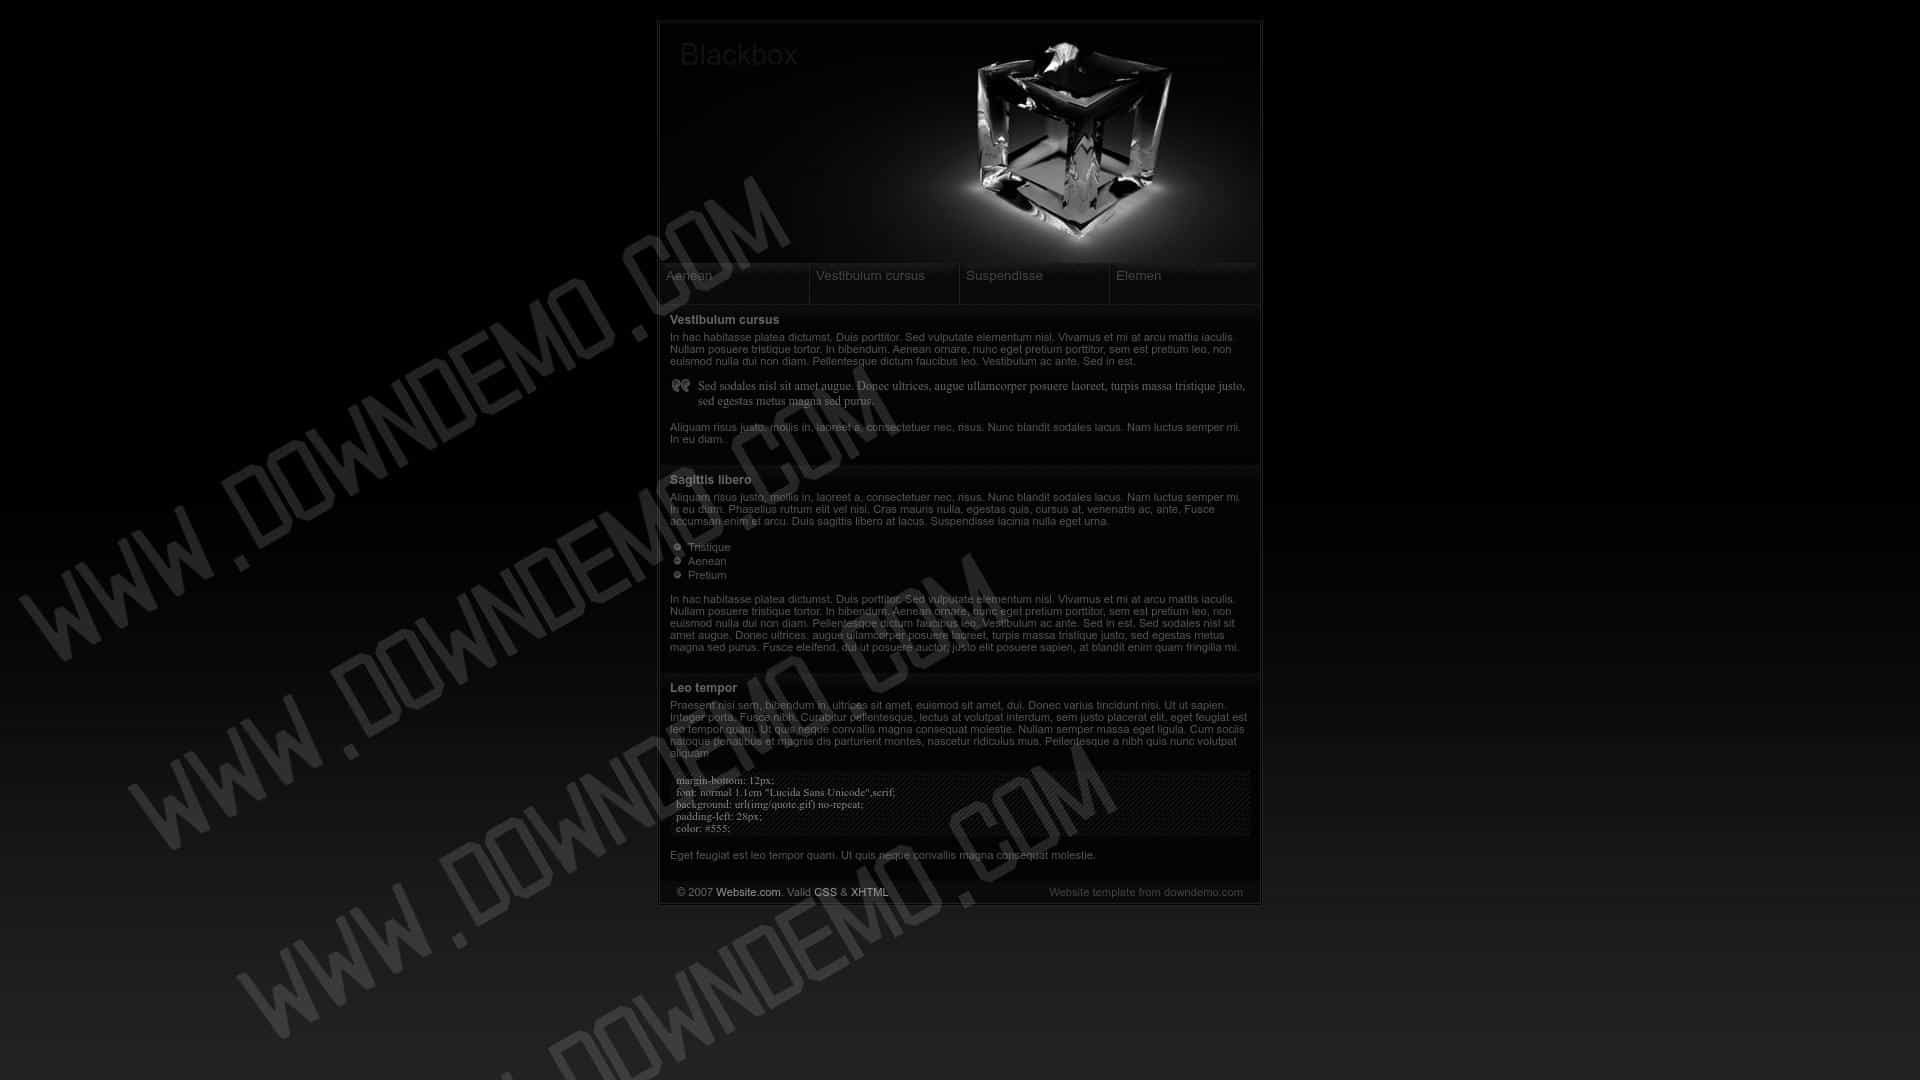 Blackbox
Aenean
Vestibulum cursus
Suspendisse
Elemen
Vestibulum cursus
In hac habitasse platea dictumst. Duis porttitor. Sed vulputate elementum nisl. Vivamus et mi at arcu mattis iaculis.
Nullam posuere tristique tortor. In bibendum. Aenean ornare, nunc eget pretium porttitor, sem est pretium leo, non
euismod nulla dui non diam. Pellentesque dictum faucibus leo. Vestibulum ac ante. Sed in est.
Sed sodales nisl sit amet augue. Donec ultrices, augue ullamcorper posuere laoreet, turpis massa tristique justo,
sed egestas metus magna sed purus.
Aliquam risus justo, mollis in, laoreet a, consectetuer nec, risus. Nunc blandit sodales lacus. Nam luctus semper mi.
In eu diam.
Sagittis libero
Aliquam risus justo, mollis in, laoreet a, consectetuer nec, risus. Nunc blandit sodales lacus. Nam luctus semper mi.
In eu diam. Phasellus rutrum elit vel nisi. Cras mauris nulla, egestas quis, cursus at, venenatis ac, ante. Fusce
accumsan enim et arcu. Duis sagittis libero at lacus. Suspendisse lacinia nulla eget urna.
Tristique
Aenean
Pretium
In hac habitasse platea dictumst. Duis porttitor. Sed vulputate elementum nisl. Vivamus et mi at arcu mattis iaculis.
Nullam posuere tristique tortor. In bibendum. Aenean ornare, nunc eget pretium porttitor, sem est pretium leo, non
euismod nulla dui non diam. Pellentesque dictum faucibus leo. Vestibulum ac ante. Sed in est. Sed sodales nisl sit
amet augue. Donec ultrices, augue ullamcorper posuere laoreet, turpis massa tristique justo, sed egestas metus
magna sed purus. Fusce eleifend, dui ut posuere auctor, justo elit posuere sapien, at blandit enim quam fringilla mi.
Leo tempor
Praesent nisi sem, bibendum in, ultrices sit amet, euismod sit amet, dui. Donec varius tincidunt nisi. Ut ut sapien.
Integer porta. Fusce nibh. Curabitur pellentesque, lectus at volutpat interdum, sem justo placerat elit, eget feugiat est
leo tempor quam. Ut quis neque convallis magna consequat molestie. Nullam semper massa eget ligula. Cum sociis
natoque penatibus et magnis dis parturient montes, nascetur ridiculus mus. Pellentesque a nibh quis nunc volutpat
aliquam
margin-bottom: 12px;
font: normal 1.1em "Lucida Sans Unicode",serif;
background: url(img/quote.gif) no-repeat;
padding-left: 28px;
color: #555;
Eget feugiat est leo tempor quam. Ut quis neque convallis magna consequat molestie.
© 2007 Website.com. Valid CSS & XHTML
Website template from downdemo.com
WWW.DOWNDEMO.COM
WWW.DOWNDEMO.COM
WWW.DOWNDEMO.COM
.DOWNDEMO.COM